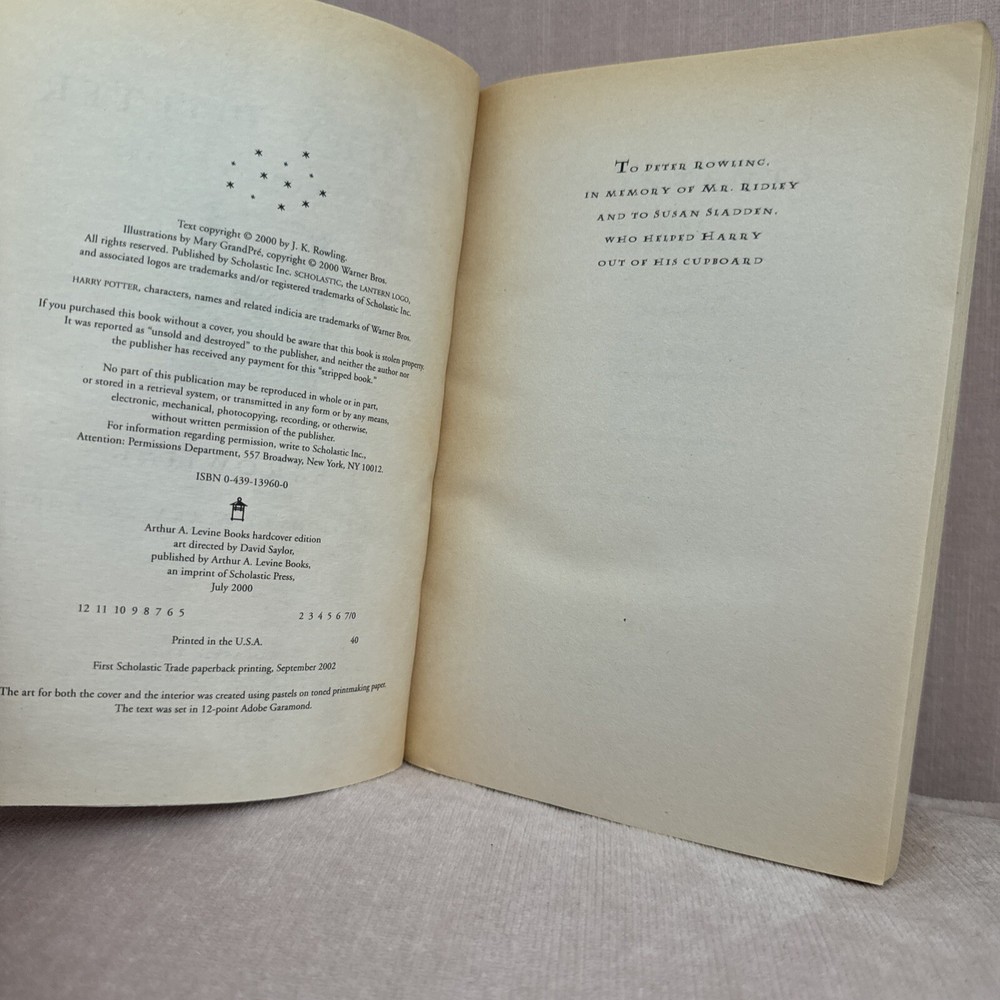 Text copyright © 2000 by J. K. Rowling.
Illustrations by Mary GrandPré, copyright © 2000 Warner Bros.
All rights reserved. Published by Scholastic Inc. SCHOLASTIC, the LANTERN LOGO,
and associated logos are trademarks and/or registered trademarks of Scholastic Inc.
HARRY POTTER, characters, names and related indicia are trademarks of Warner Bros.
If you purchased this book without a cover, you should be aware that this book is stolen property.
It was reported as "unsold and destroyed" to the publisher, and neither the author nor
the publisher has received any payment for this "stripped book."
No part of this publication may be reproduced in whole or in part,
or stored in a retrieval system, or transmitted in any form or by any means,
electronic, mechanical, photocopying, recording, or otherwise,
without written permission of the publisher.
For information regarding permission, write to Scholastic Inc.,
Attention: Permissions Department, 557 Broadway, New York, NY 10012.
ISBN 0-439-13960-0
Arthur A. Levine Books hardcover edition
art directed by David Saylor,
published by Arthur A. Levine Books,
an imprint of Scholastic Press,
July 2000
12 11 10 9 8 7 6 5 2 3 4 5 6 7/0
Printed in the U.S.A. 40
First Scholastic Trade paperback printing, September 2002
The art for both the cover and the interior was created using pastels on toned printmaking paper.
The text was set in 12-point Adobe Garamond.
TO PETER ROWLING,
IN MEMORY OF MR. RIDLEY
AND TO SUSAN SLADDEN,
WHO HELPED HARRY
OUT OF HIS CUPBOARD